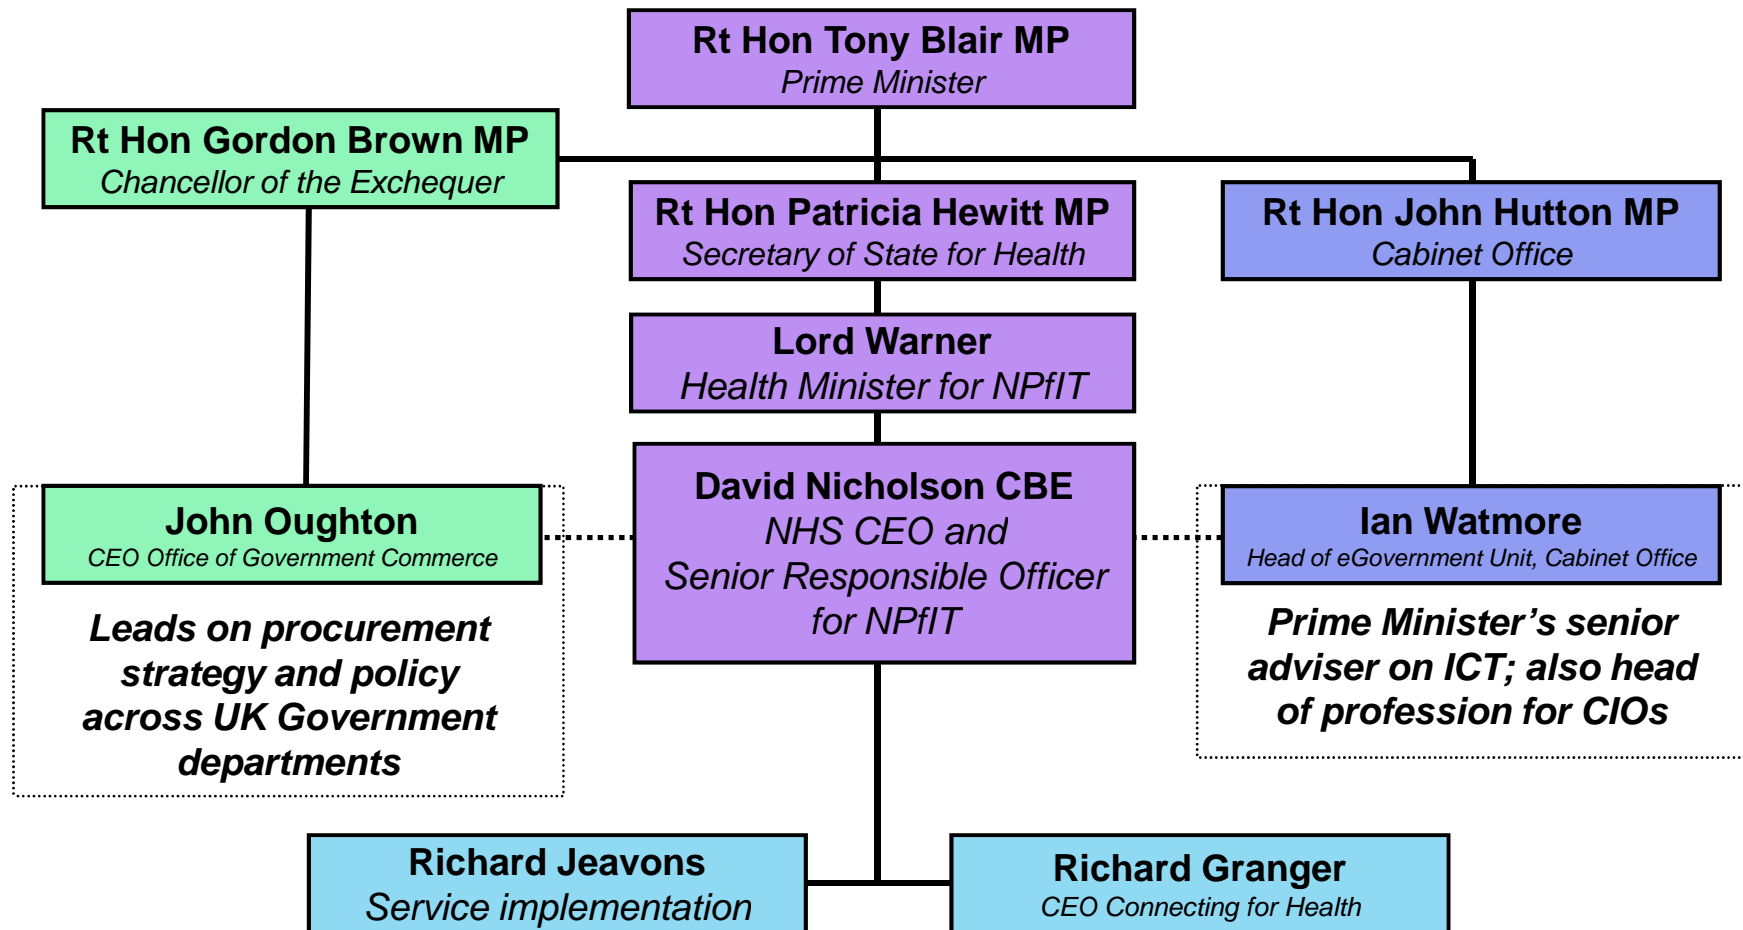 Rt Hon Tony Blair MP
Prime Minister
Rt Hon Gordon Brown MP
Chancellor of the Exchequer
Rt Hon Patricia Hewitt MP
Secretary of State for Health
Rt Hon John Hutton MP
Cabinet Office
Lord Warner
Health Minister for NPfIT
John Oughton
CEO Office of Government Commerce
Leads on procurement
strategy and policy
across UK Government
departments
David Nicholson CBE
NHS CEO and
Senior Responsible Officer
for NPfIT
Ian Watmore
Head of eGovernment Unit, Cabinet Office
Prime Minister’s senior
adviser on ICT; also head
of profession for CIOs
Richard Jeavons
Service implementation
Richard Granger
CEO Connecting for Health